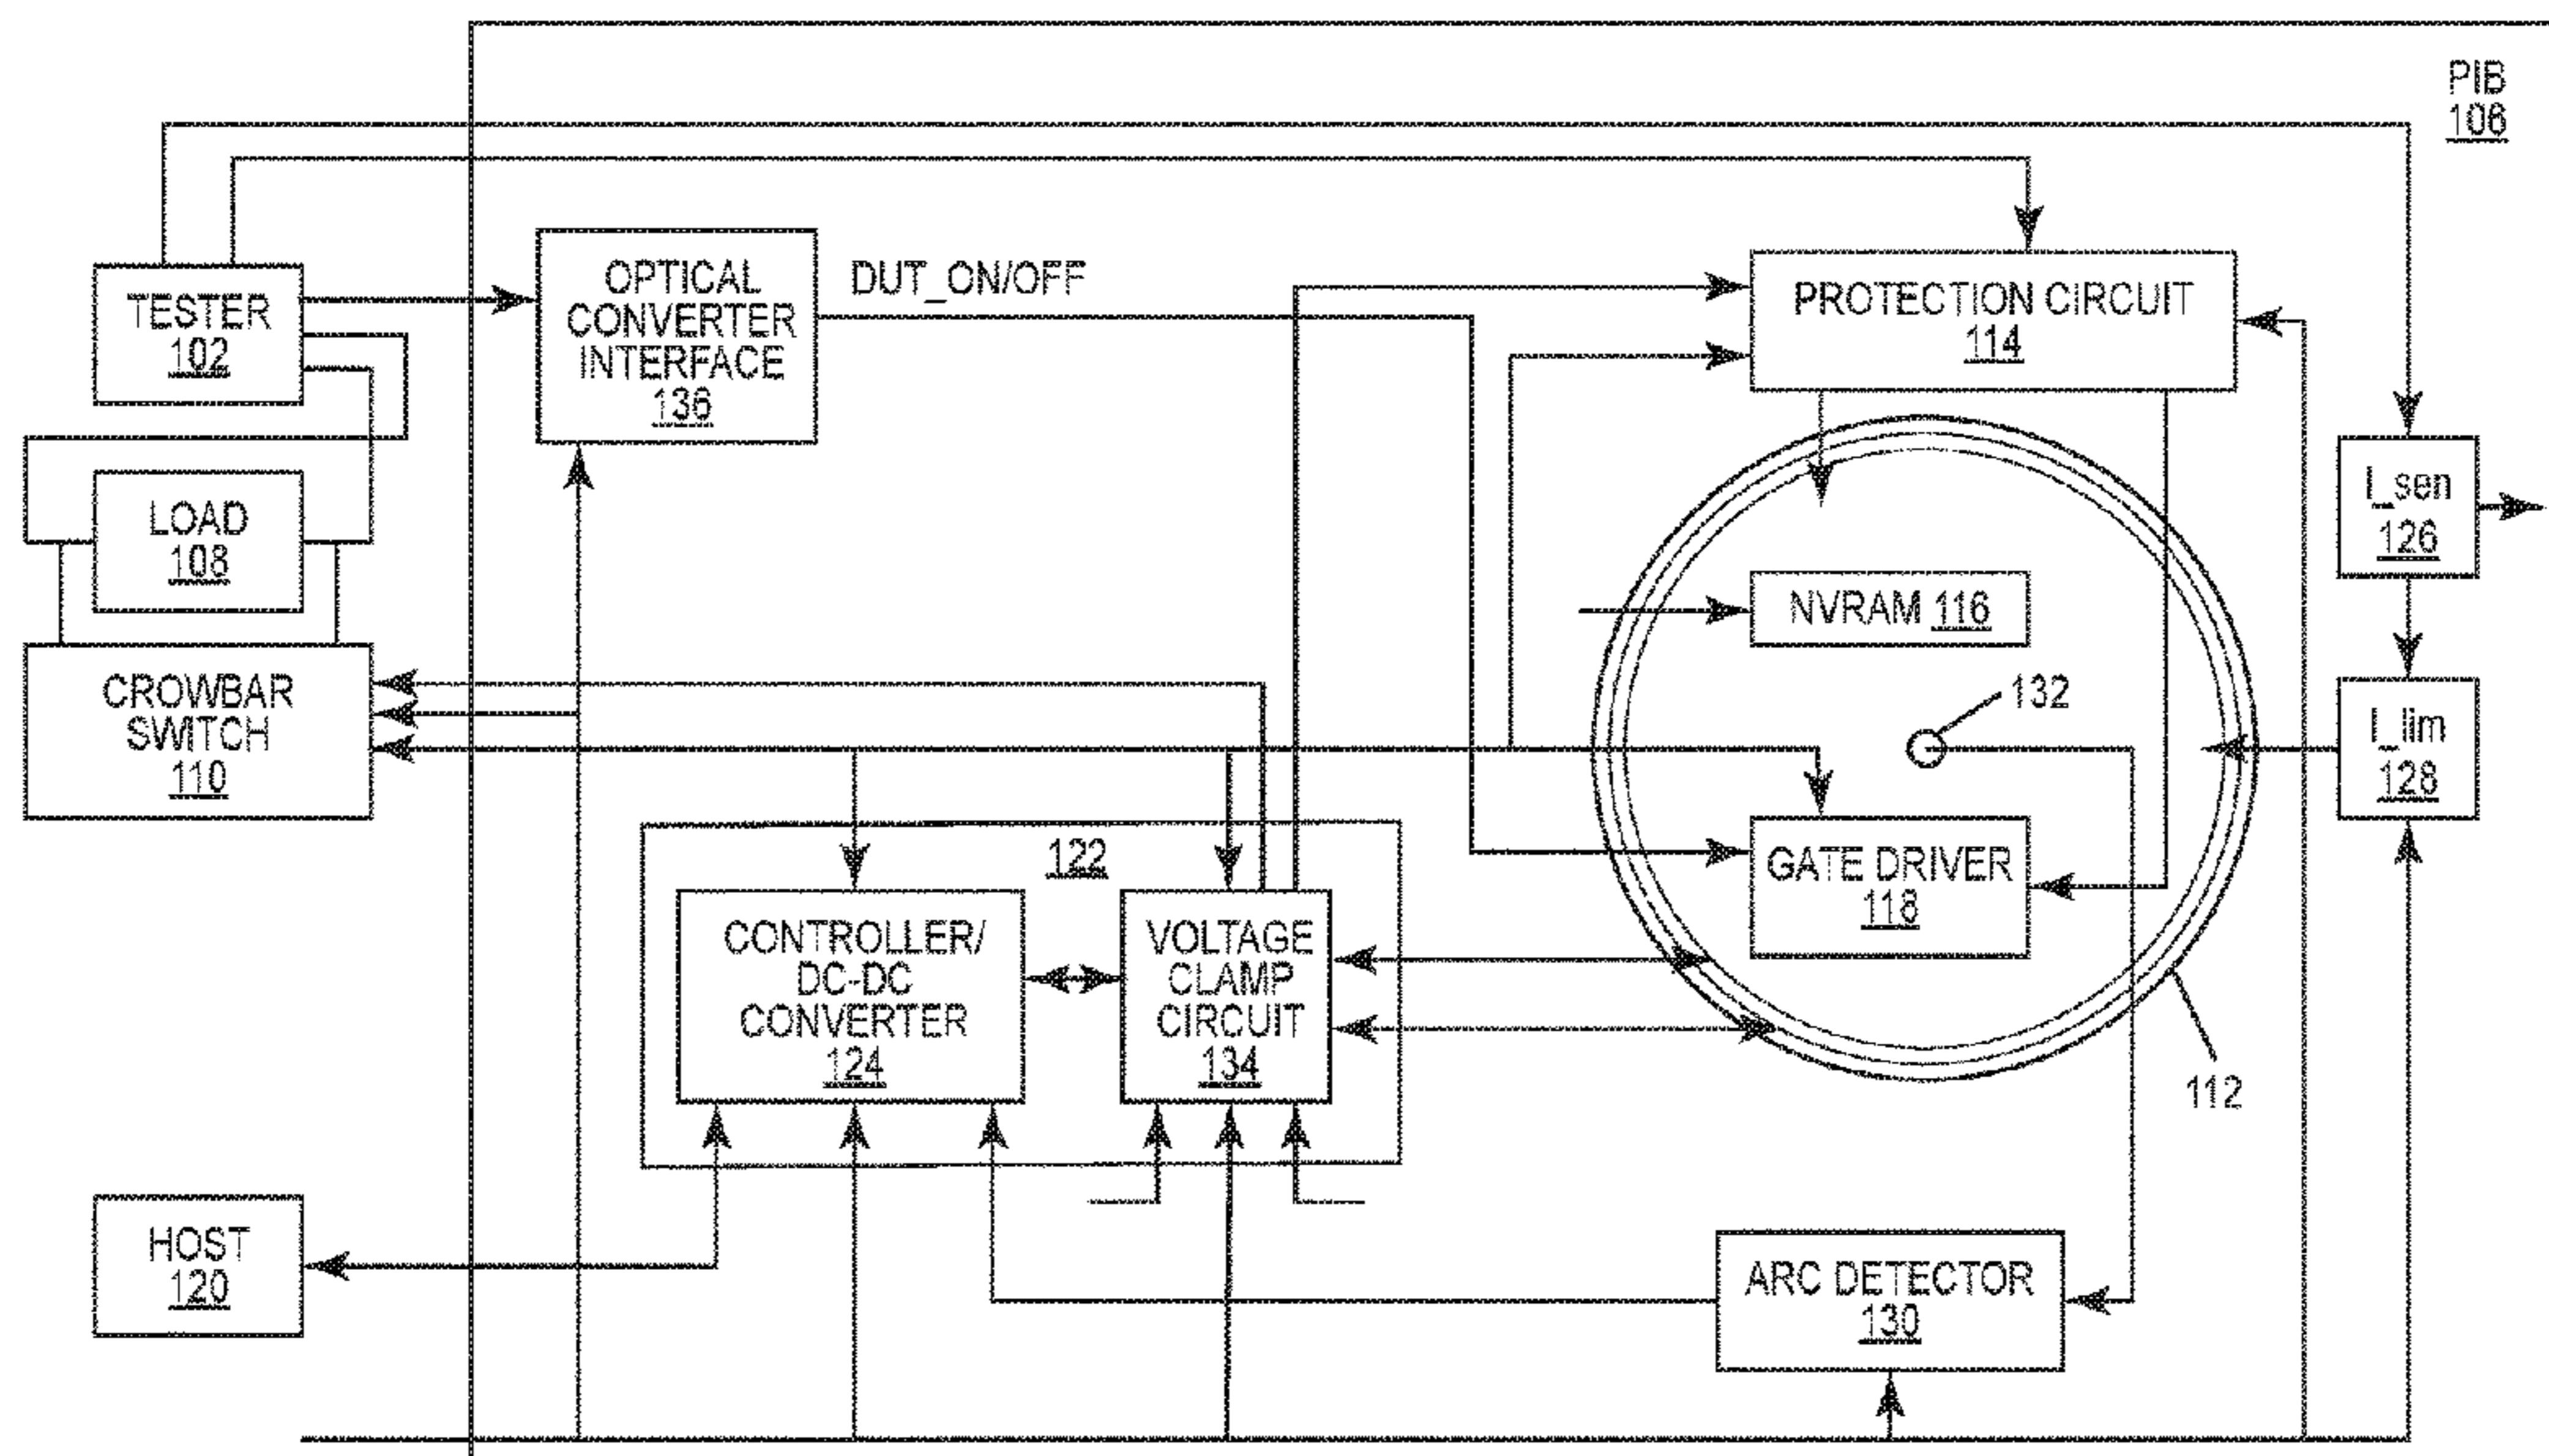 PIB
106
TESTER
102
OPTICAL
CONVERTER
INTERFACE
136
DUT_ON/OFF
PROTECTION CIRCUIT
114
LOAD
108
I_sen
126
NVRAM 116
CROWBAR
SWITCH
110
132
I_lim
128
122
GATE DRIVER
118
CONTROLLER/
DC-DC
CONVERTER
124
VOLTAGE
CLAMP
CIRCUIT
134
112
HOST
120
ARC DETECTOR
130